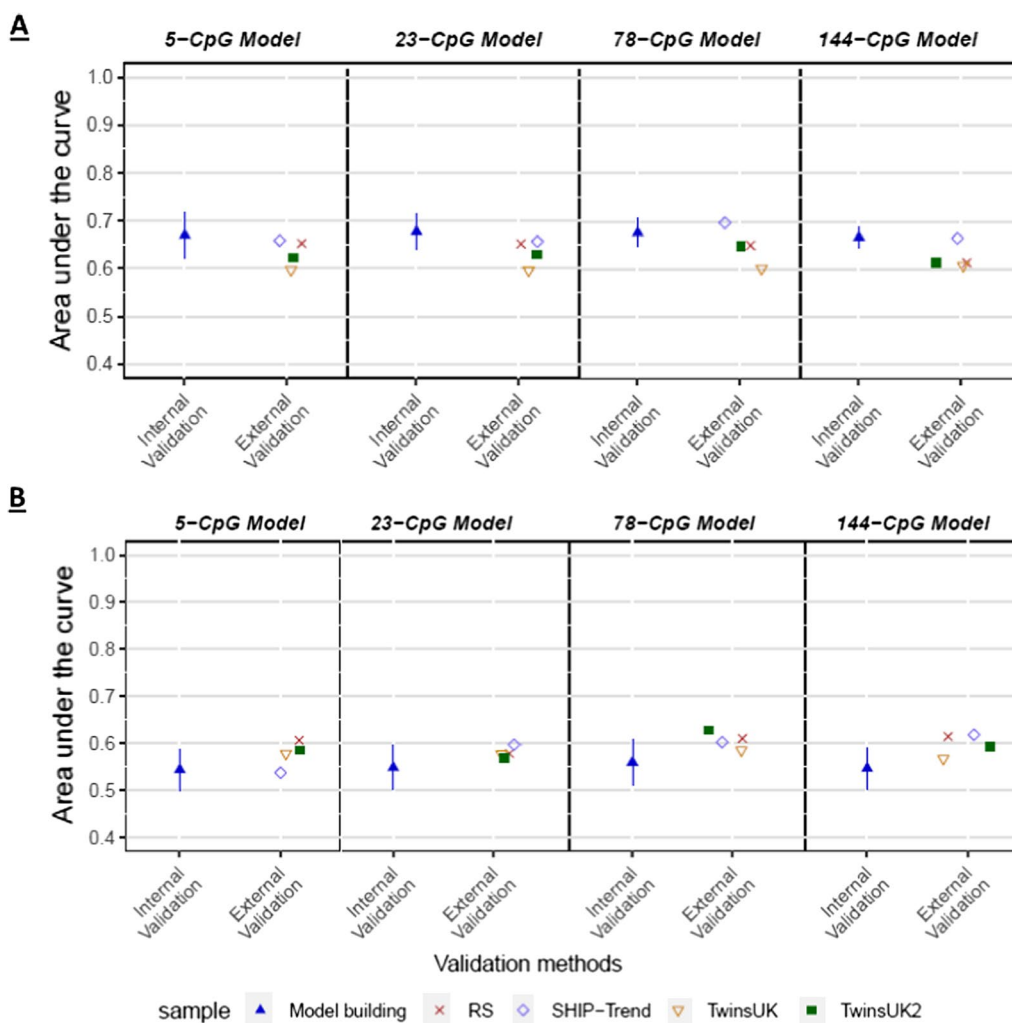 A
5−CpG Model 23−CpG Model 78−CpG Model 144−CpG Model
Area under the curve
1.0
0.9
0.8
0.7
0.6
0.5
0.4
Internal Validation External Validation Internal Validation External Validation Internal Validation External Validation Internal Validation External Validation
B
5−CpG Model 23−CpG Model 78−CpG Model 144−CpG Model
Area under the curve
1.0
0.9
0.8
0.7
0.6
0.5
0.4
Internal Validation External Validation Internal Validation External Validation Internal Validation External Validation Internal Validation External Validation
Validation methods
sample Model building RS SHIP−Trend TwinsUK TwinsUK2